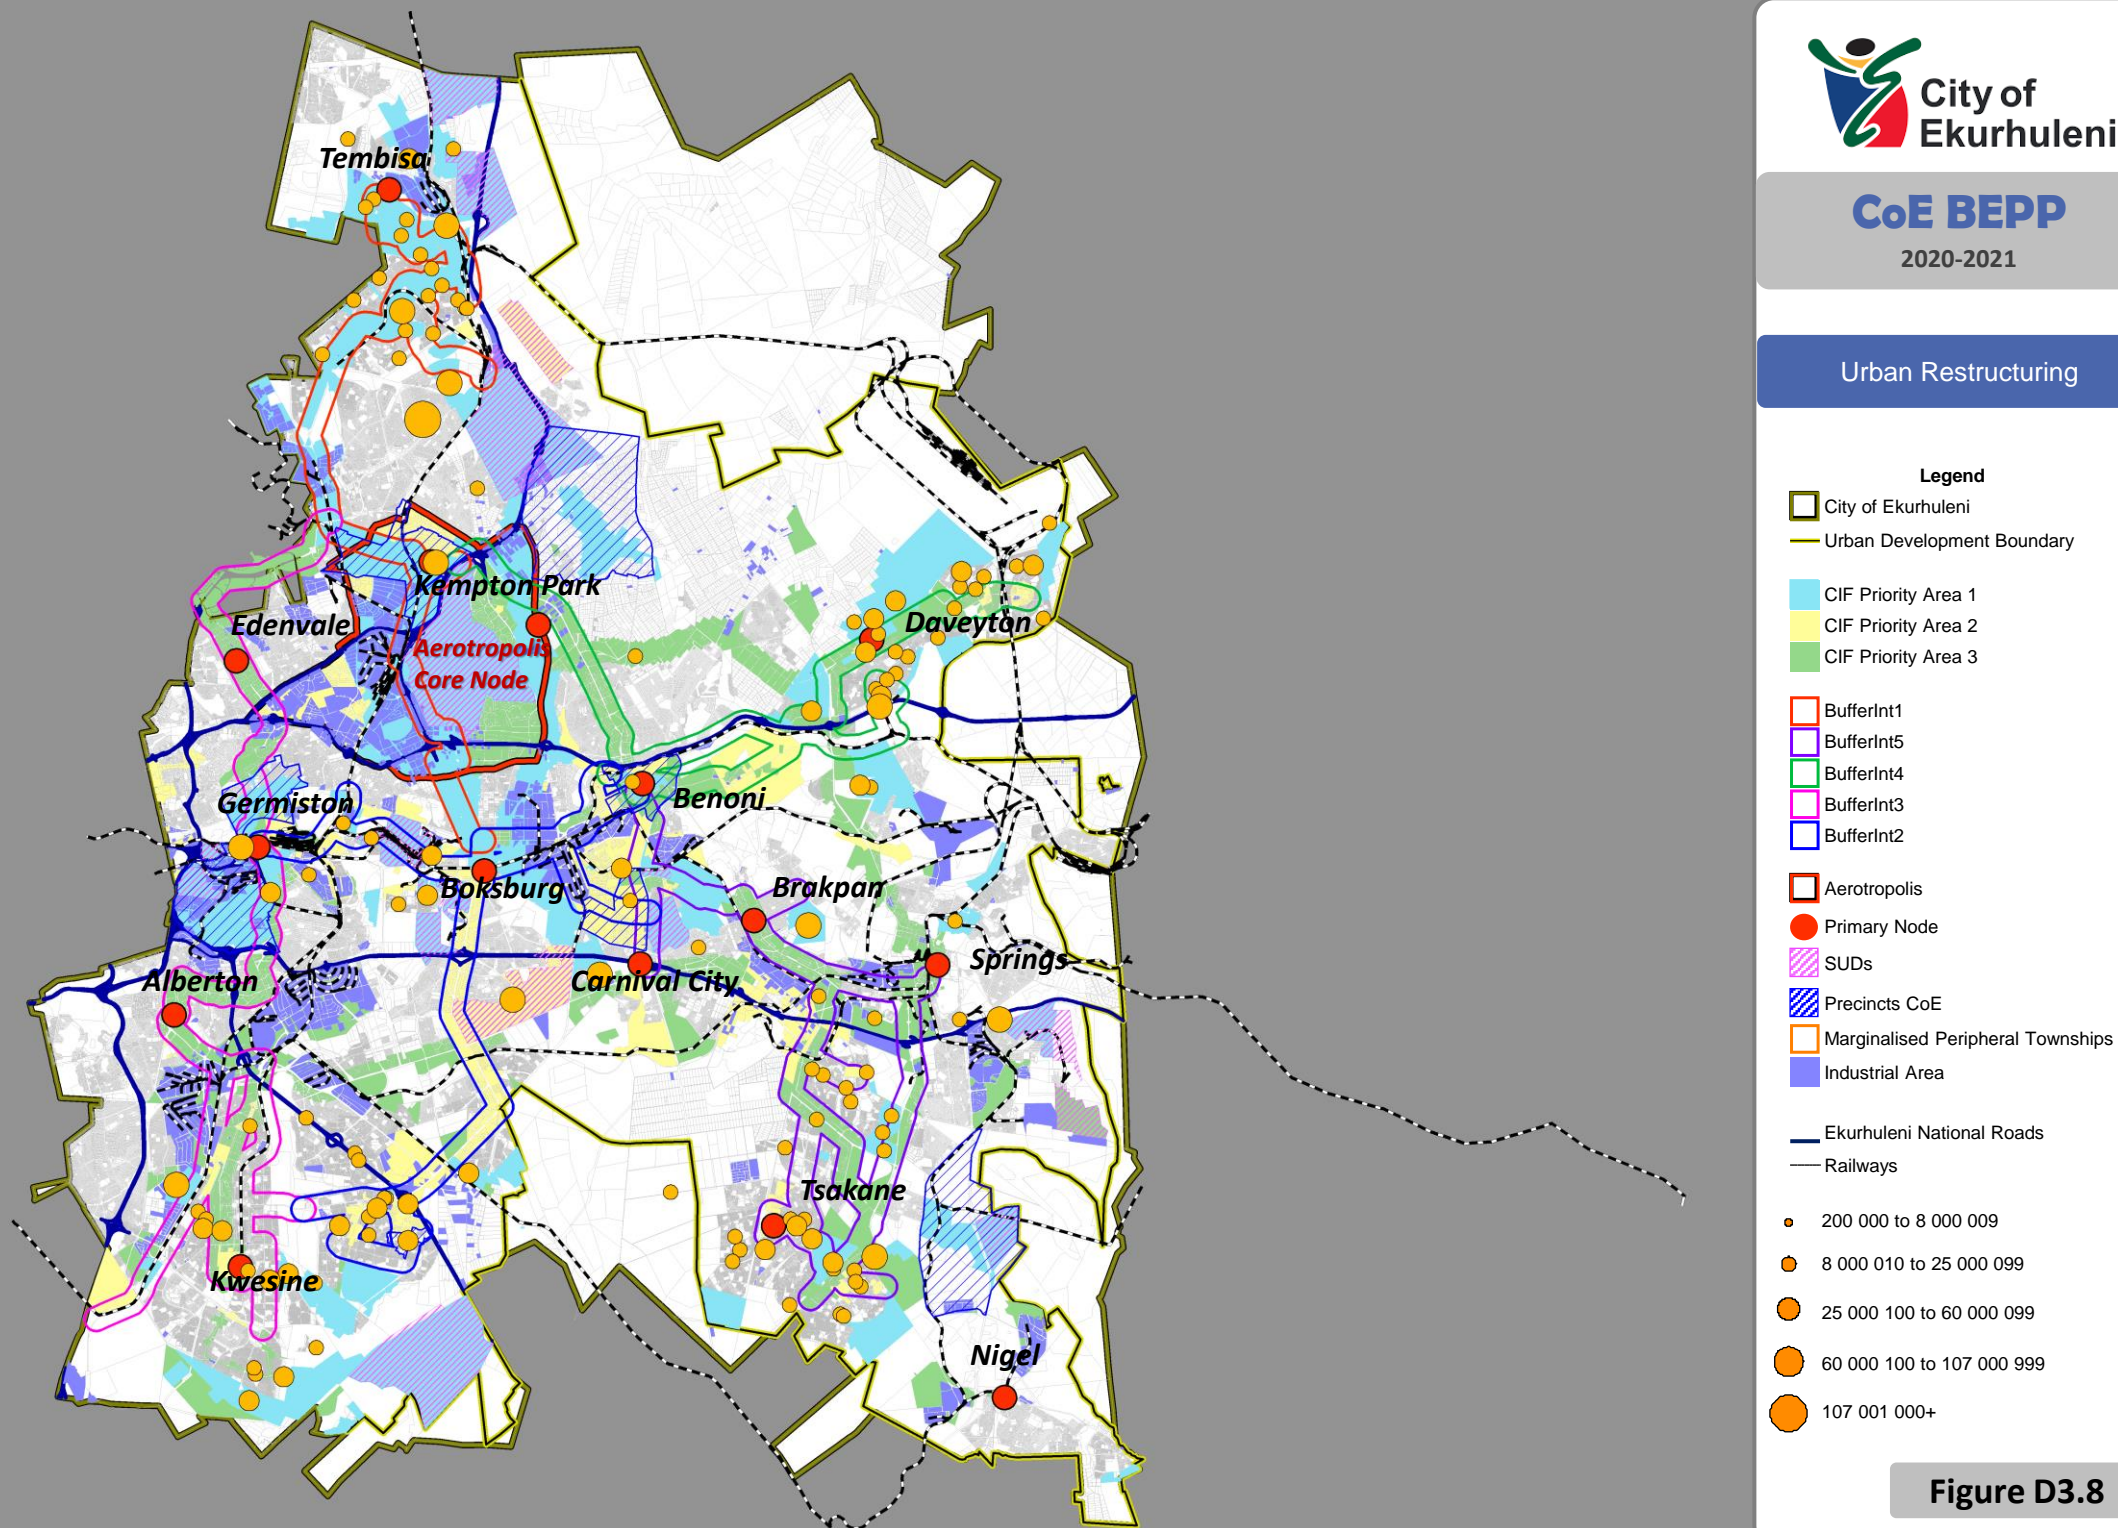 Tembisa
Kempton Park
Edenvale
Aerotropolis
Core Node
Daveyton
Germiston
Benoni
Boksburg
Brakpan
Alberton
Carnival City
Springs
Tsakane
Kwesine
Nigel
City of
Ekurhuleni
CoE BEPP
2020-2021
Urban Restructuring
Legend
City of Ekurhuleni
Urban Development Boundary
CIF Priority Area 1
CIF Priority Area 2
CIF Priority Area 3
BufferInt1
BufferInt5
BufferInt4
BufferInt3
BufferInt2
Aerotropolis
Primary Node
SUDs
Precincts CoE
Marginalised Peripheral Townships
Industrial Area
Ekurhuleni National Roads
Railways
200 000 to 8 000 009
8 000 010 to 25 000 099
25 000 100 to 60 000 099
60 000 100 to 107 000 999
107 001 000+
Figure D3.8